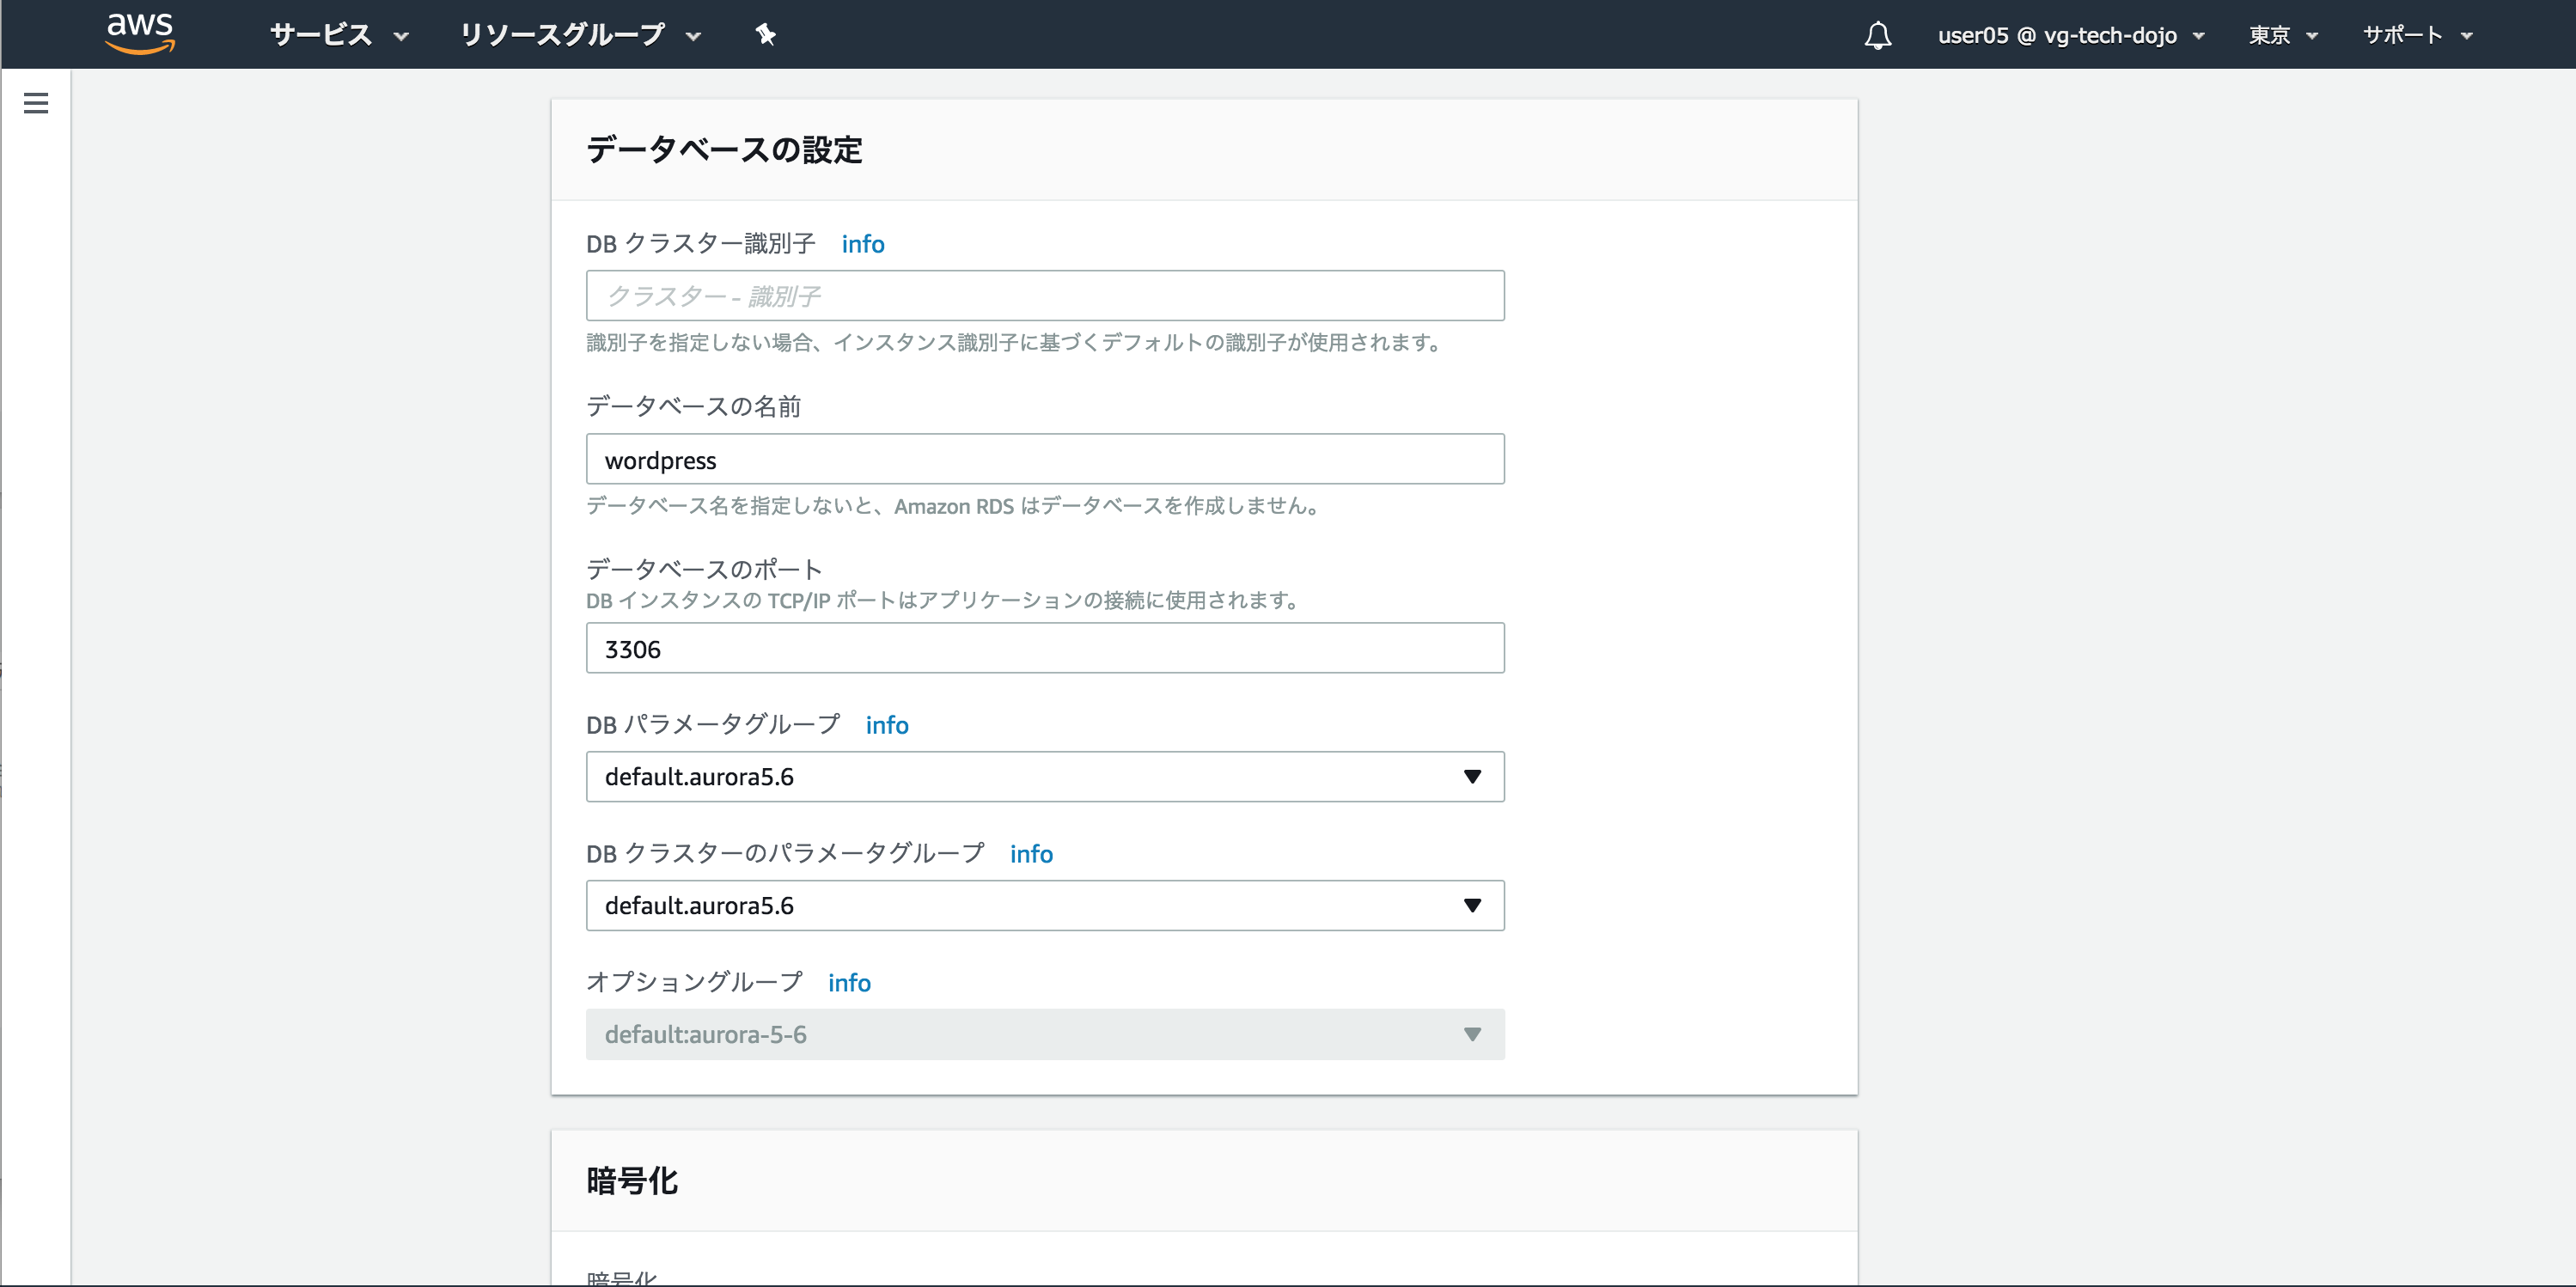 aws サービス リソースグループ user05 @ vg-tech-dojo 東京 サポート
データベースの設定
DB クラスター識別子 info
クラスター - 識別子
識別子を指定しない場合、インスタンス識別子に基づくデフォルトの識別子が使用されます。
データベースの名前
wordpress
データベース名を指定しないと、Amazon RDS はデータベースを作成しません。
データベースのポート
DB インスタンスの TCP/IP ポートはアプリケーションの接続に使用されます。
3306
DB パラメータグループ info
default.aurora5.6
DB クラスターのパラメータグループ info
default.aurora5.6
オプショングループ info
default:aurora-5-6
暗号化
暗号化